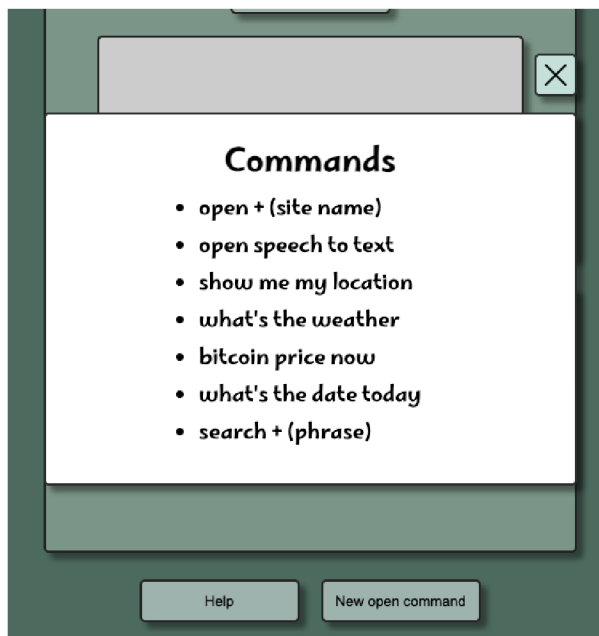 Commands
• open + (site name)
• open speech to text
• show me my location
• what's the weather
• bitcoin price now
• what's the date today
• search + (phrase)
Help
New open command